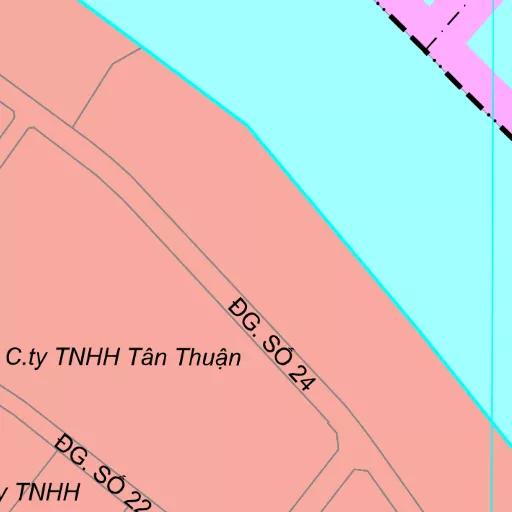 ĐG. SỐ 24
C.ty TNHH Tân Thuận
ĐG. SỐ 22
TNHH